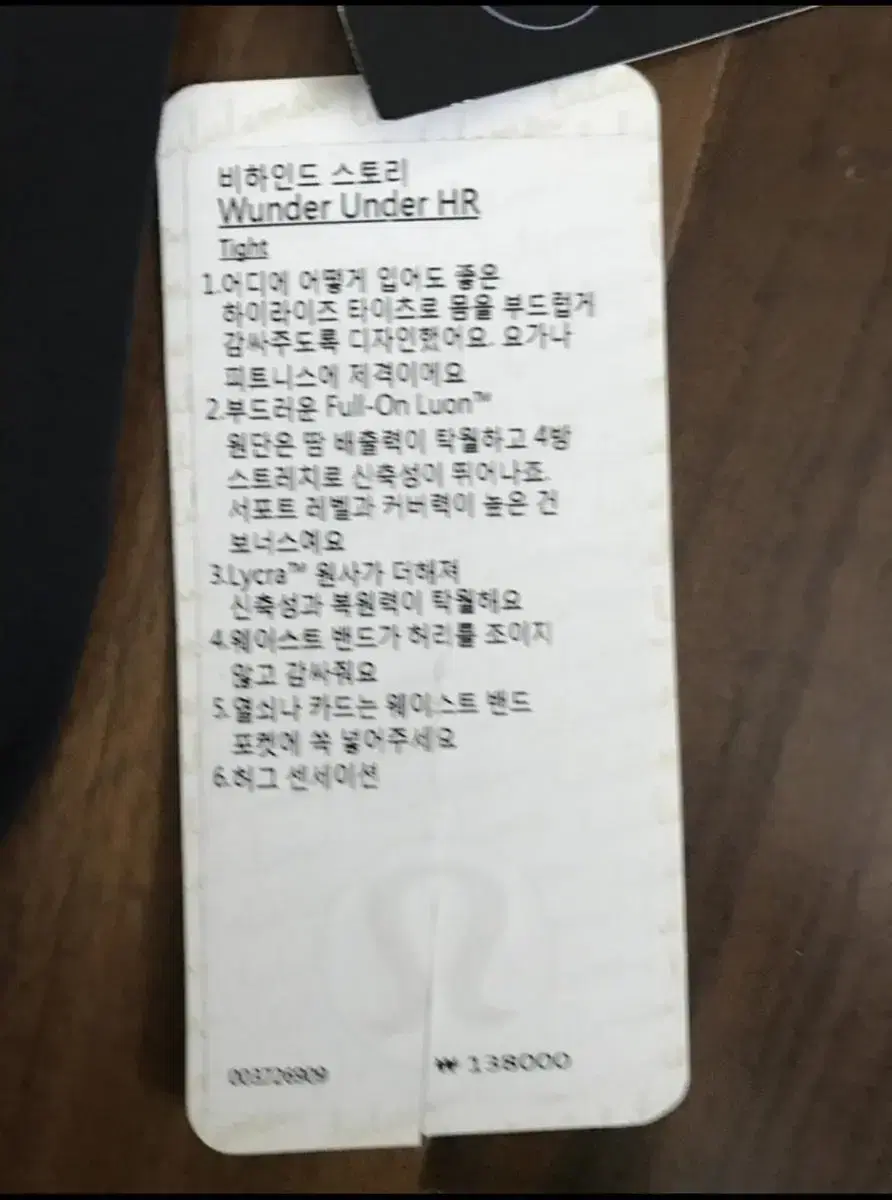 비하인드 스토리
Wunder Under HR
Tight
1.어디에 어떻게 입어도 좋은
하이라이즈 타이츠로 몸을 부드럽게
감싸주도록 디자인했어요. 요가나
피트니스에 제격이에요
2.부드러운 Full-On Luon™
원단은 땀 배출력이 탁월하고 4방
스트레치로 신축성이 뛰어나죠.
서포트 레벨과 커버력이 높은 건
보너스예요
3.Lycra™ 원사가 더해져
신축성과 복원력이 탁월해요
4.웨이스트 밴드가 허리를 조이지
않고 감싸줘요
5.열쇠나 카드는 웨이스트 밴드
포켓에 쏙 넣어주세요
6.허그 센세이션
003726909
₩ 138000